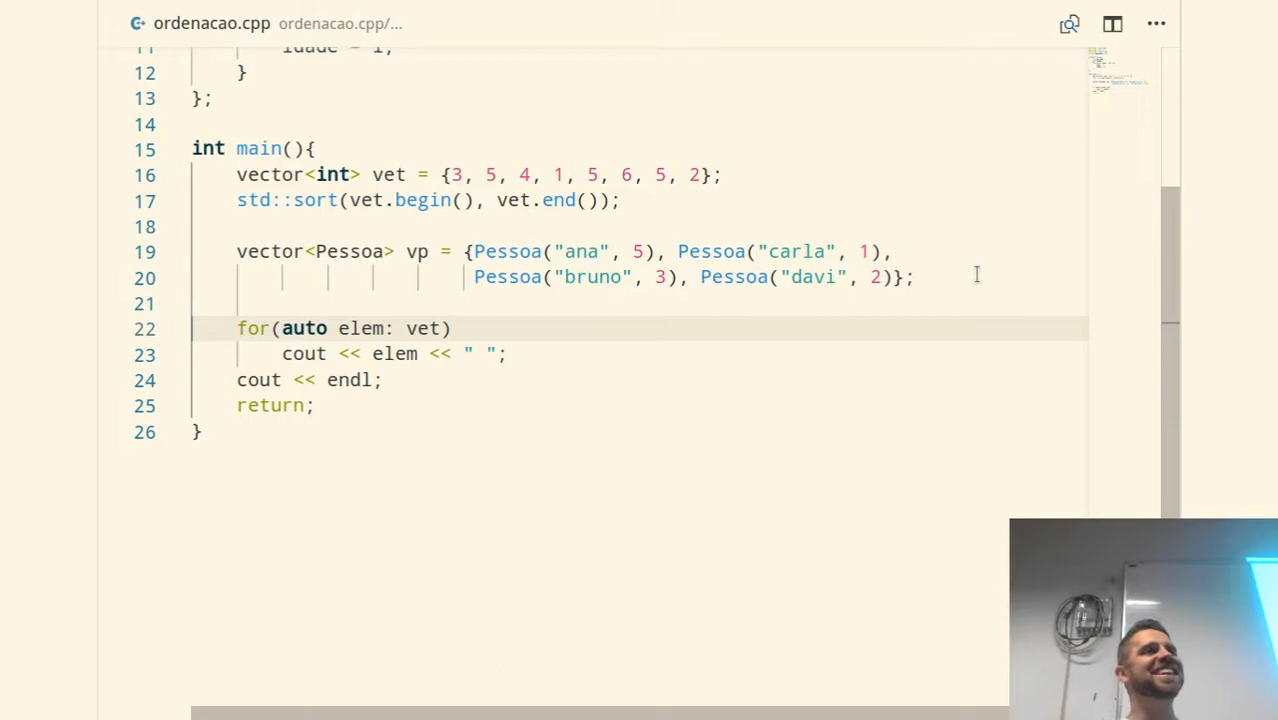 ordenacao.cpp ordenacao.cpp/...
11 idade = i;
12 }
13 };
14
15 int main(){
16 vector<int> vet = {3, 5, 4, 1, 5, 6, 5, 2};
17 std::sort(vet.begin(), vet.end());
18
19 vector<Pessoa> vp = {Pessoa("ana", 5), Pessoa("carla", 1),
20 Pessoa("bruno", 3), Pessoa("davi", 2)};
21
22 for(auto elem: vet)
23 cout << elem << " ";
24 cout << endl;
25 return;
26 }